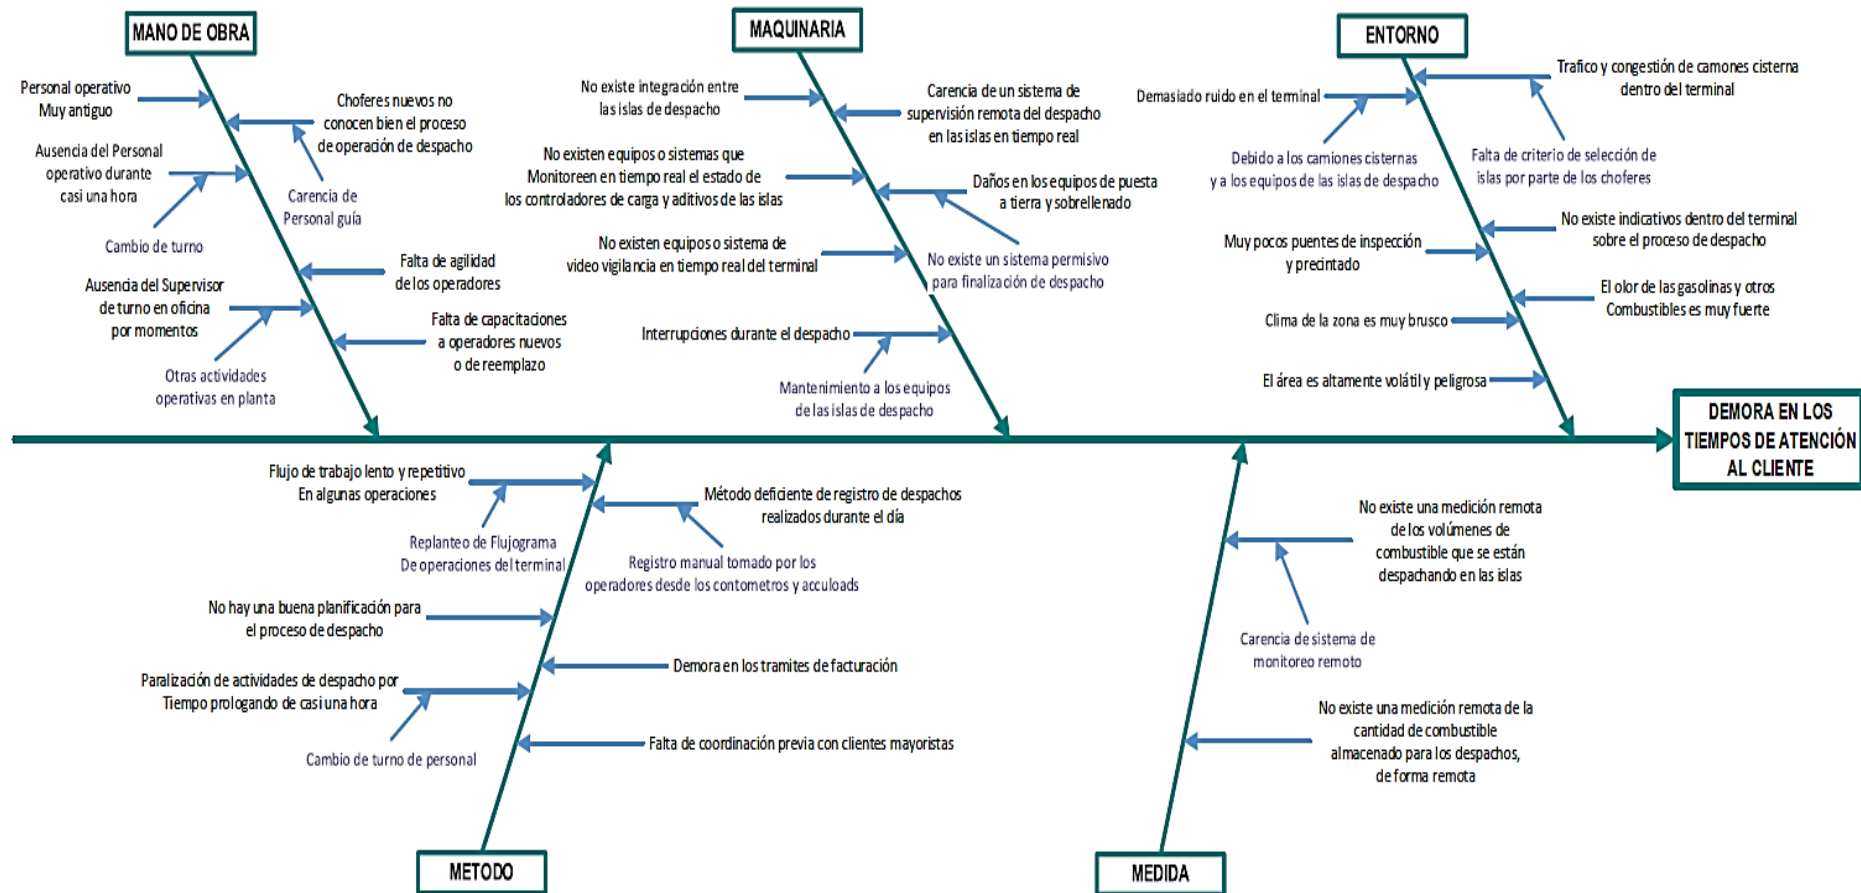 MANO DE OBRA
Personal operativo
Muy antiguo
Choferes nuevos no
conocen bien el proceso
de operación de despacho
Carencia de
Personal guía
Ausencia del Personal
operativo durante
casi una hora
Cambio de turno
Falta de agilidad
de los operadores
Ausencia del Supervisor
de turno en oficina
por momentos
Otras actividades
operativas en planta
Falta de capacitaciones
a operadores nuevos
o de reemplazo
MAQUINARIA
No existe integración entre
las islas de despacho
Carencia de un sistema de
supervisión remota del despacho
en las islas en tiempo real
No existen equipos o sistemas que
Monitoreen en tiempo real el estado de
los controladores de carga y aditivos de las islas
Daños en los equipos de puesta
a tierra y sobrellenado
No existe un sistema permisivo
para finalización de despacho
No existen equipos o sistema de
video vigilancia en tiempo real del terminal
Interrupciones durante el despacho
Mantenimiento a los equipos
de las islas de despacho
ENTORNO
Trafico y congestión de camones cisterna
dentro del terminal
Falta de criterio de selección de
islas por parte de los choferes
Demasiado ruido en el terminal
Debido a los camiones cisternas
y a los equipos de las islas de despacho
No existe indicativos dentro del terminal
sobre el proceso de despacho
Muy pocos puentes de inspección
y precintado
El olor de las gasolinas y otros
Combustibles es muy fuerte
Clima de la zona es muy brusco
El área es altamente volátil y peligrosa
DEMORA EN LOS
TIEMPOS DE ATENCIÓN
AL CLIENTE
Flujo de trabajo lento y repetitivo
En algunas operaciones
Replanteo de Flujograma
De operaciones del terminal
Método deficiente de registro de despachos
realizados durante el día
Registro manual tomado por los
operadores desde los contometros y acculoads
No hay una buena planificación para
el proceso de despacho
Demora en los tramites de facturación
Paralización de actividades de despacho por
Tiempo prologando de casi una hora
Cambio de turno de personal
Falta de coordinación previa con clientes mayoristas
METODO
No existe una medición remota
de los volúmenes de
combustible que se están
despachando en las islas
Carencia de sistema de
monitoreo remoto
No existe una medición remota de la
cantidad de combustible
almacenado para los despachos,
de forma remota
MEDIDA